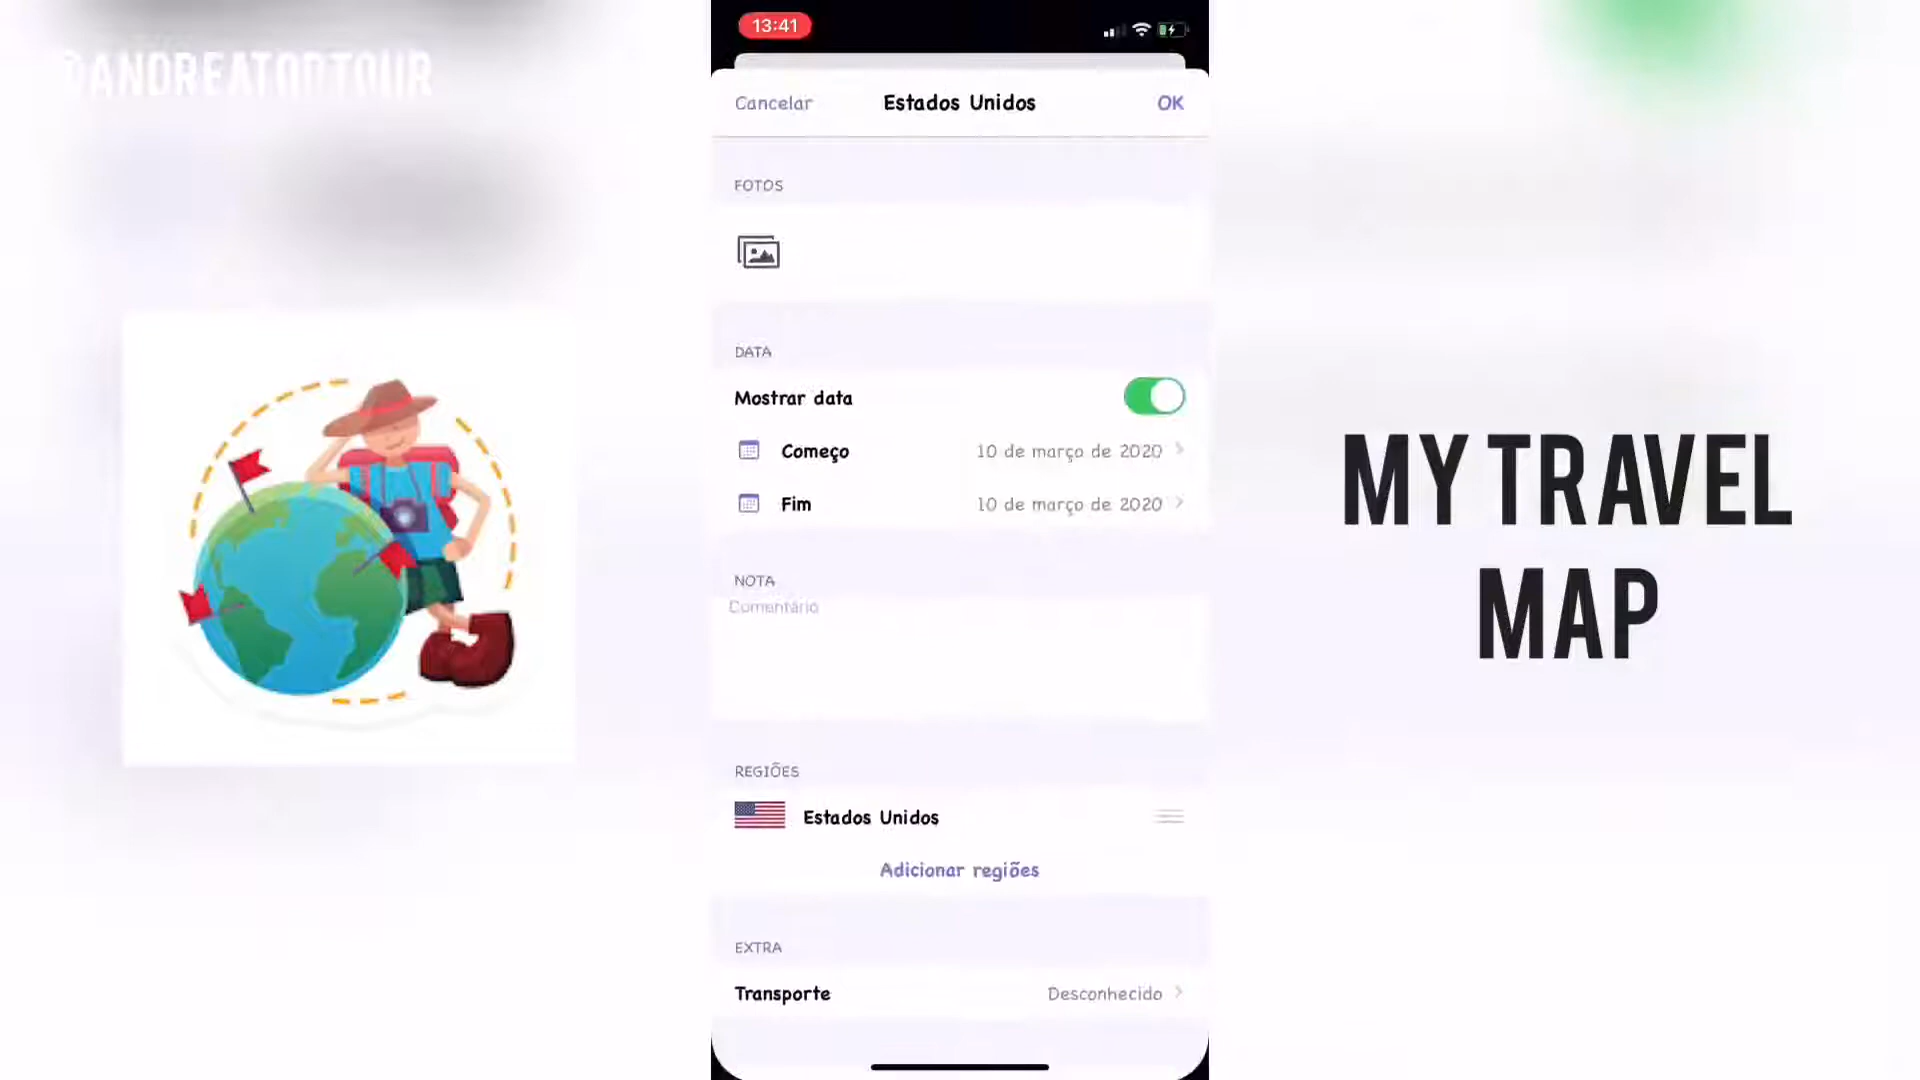 DANDREATONTOUR
13:41
Cancelar Estados Unidos OK
FOTOS
DATA
Mostrar data
Começo 10 de março de 2020
Fim 10 de março de 2020
NOTA
Comentário
REGIÕES
Estados Unidos
Adicionar regiões
EXTRA
Transporte Desconhecido
MY TRAVEL
MAP